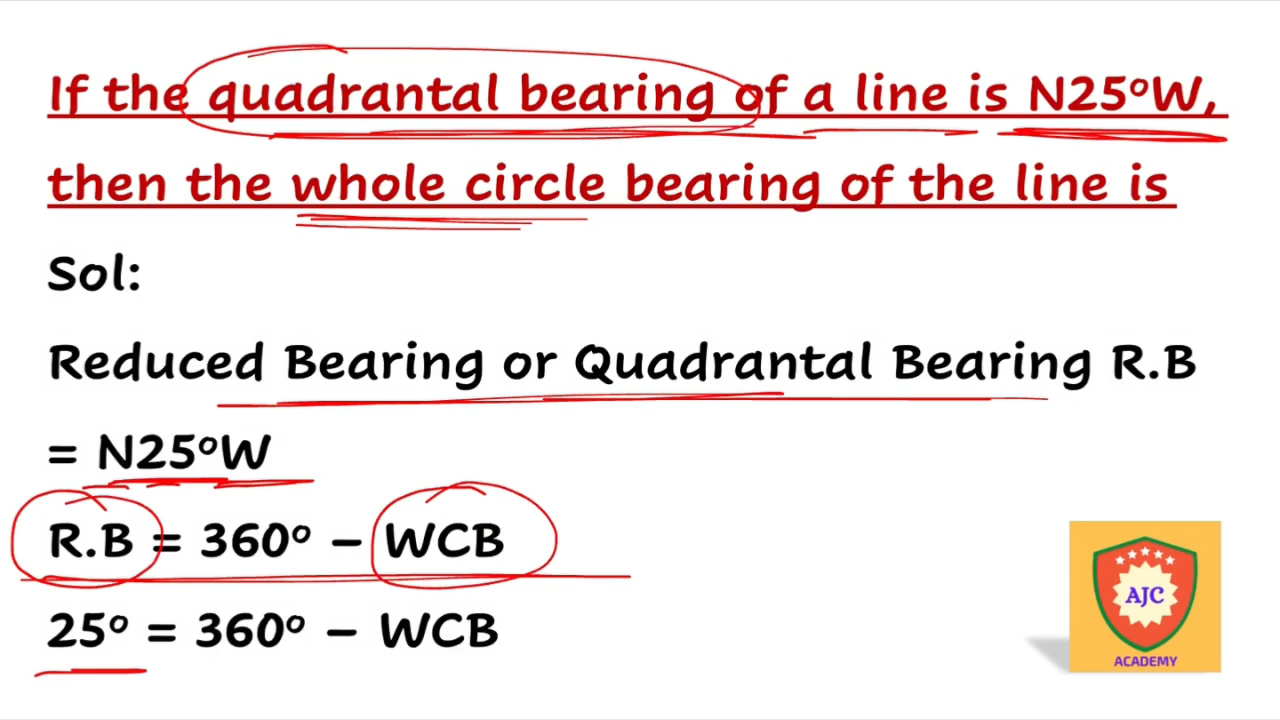 If the quadrantal bearing of a line is N25°W,
then the whole circle bearing of the line is
Sol:
Reduced Bearing or Quadrantal Bearing R.B
= N25°W
R.B = 360° – WCB
25° = 360° – WCB
AJC
ACADEMY